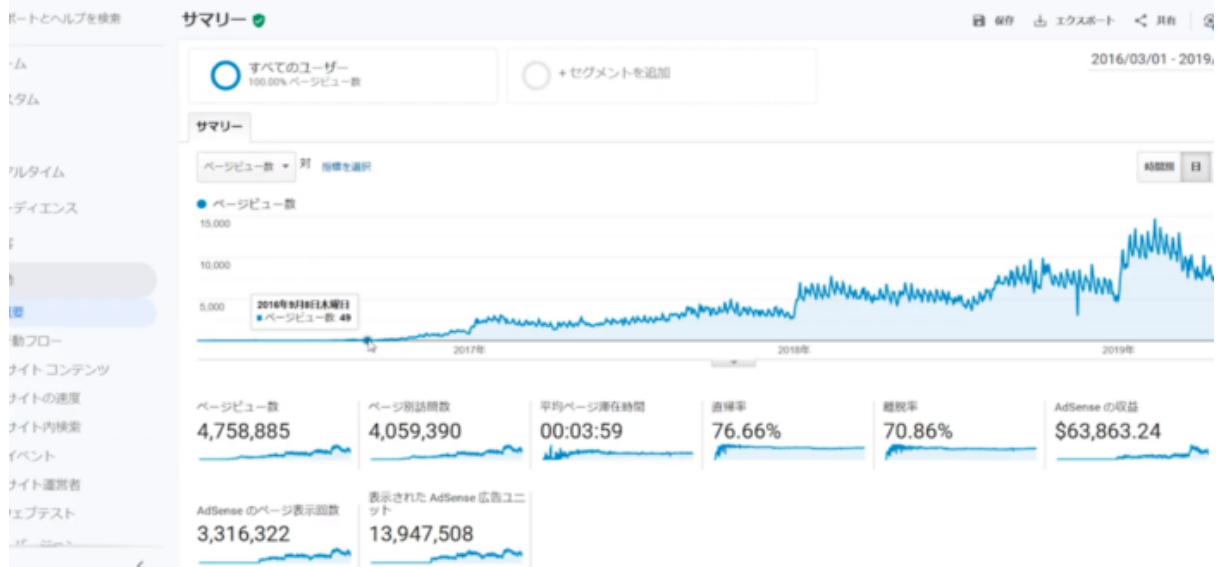 ポートとヘルプを検索
サマリー
保存
エクスポート
共有
すべてのユーザー
100.00% ページビュー数
+ セグメントを追加
2016/03/01 - 2019/
ーム
スタム
サマリー
アルタイム
ページビュー数
対
指標を選択
時間別
日
ーディエンス
ページビュー数
15,000
10,000
5,000
2016年9月8日木曜日
ページビュー数 49
要
動フロー
2017年
2018年
2019年
サイト コンテンツ
サイトの速度
サイト内検索
イベント
サイト運営者
ウェブテスト
ページビュー数
4,758,885
ページ別訪問数
4,059,390
平均ページ滞在時間
00:03:59
直帰率
76.66%
離脱率
70.86%
AdSense の収益
$63,863.24
AdSense のページ表示回数
3,316,322
表示された AdSense 広告ユニ
ット
13,947,508